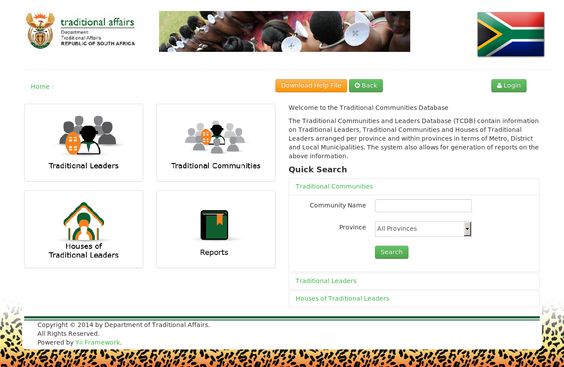 traditional affairs
Department:
Traditional Affairs
REPUBLIC OF SOUTH AFRICA
Home /
Download Help File
Back
Login
Traditional Leaders
Traditional Communities
Houses of
Traditional Leaders
Reports
Welcome to the Traditional Communities Database
The Traditional Communities and Leaders Database (TCDB) contain information
on Traditional Leaders, Traditional Communities and Houses of Traditional
Leaders arranged per province and within provinces in terms of Metro, District
and Local Municipalities. The system also allows for generation of reports on the
above information.
Quick Search
Traditional Communities
Community Name
Province
All Provinces
Search
Traditional Leaders
Houses of Traditional Leaders
Copyright © 2014 by Department of Traditional Affairs.
All Rights Reserved.
Powered by Yii Framework.